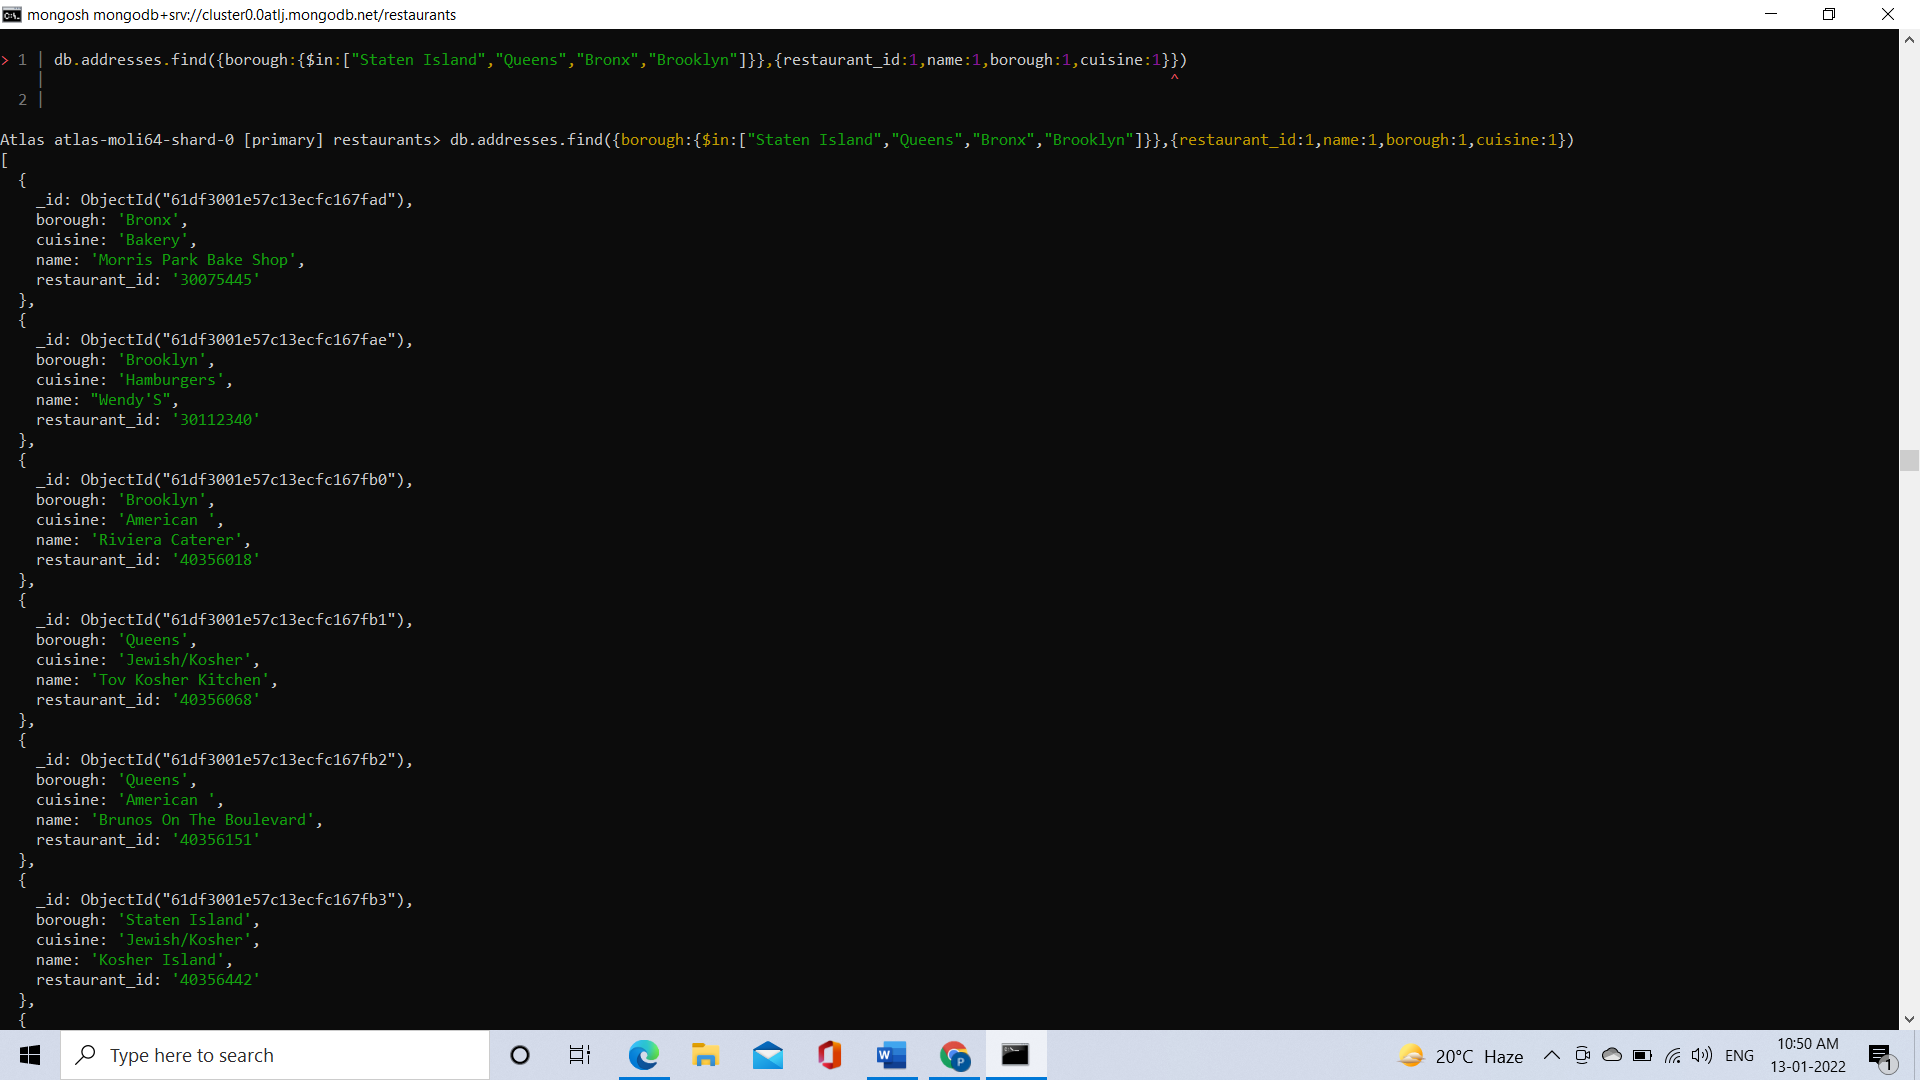 mongosh mongodb+srv://cluster0.0atlj.mongodb.net/restaurants
> 1 | db.addresses.find({borough:{$in:["Staten Island","Queens","Bronx","Brooklyn"]}},{restaurant_id:1,name:1,borough:1,cuisine:1}})
| ^
2 |
Atlas atlas-moli64-shard-0 [primary] restaurants> db.addresses.find({borough:{$in:["Staten Island","Queens","Bronx","Brooklyn"]}},{restaurant_id:1,name:1,borough:1,cuisine:1})
[
{
_id: ObjectId("61df3001e57c13ecfc167fad"),
borough: 'Bronx',
cuisine: 'Bakery',
name: 'Morris Park Bake Shop',
restaurant_id: '30075445'
},
{
_id: ObjectId("61df3001e57c13ecfc167fae"),
borough: 'Brooklyn',
cuisine: 'Hamburgers',
name: "Wendy'S",
restaurant_id: '30112340'
},
{
_id: ObjectId("61df3001e57c13ecfc167fb0"),
borough: 'Brooklyn',
cuisine: 'American ',
name: 'Riviera Caterer',
restaurant_id: '40356018'
},
{
_id: ObjectId("61df3001e57c13ecfc167fb1"),
borough: 'Queens',
cuisine: 'Jewish/Kosher',
name: 'Tov Kosher Kitchen',
restaurant_id: '40356068'
},
{
_id: ObjectId("61df3001e57c13ecfc167fb2"),
borough: 'Queens',
cuisine: 'American ',
name: 'Brunos On The Boulevard',
restaurant_id: '40356151'
},
{
_id: ObjectId("61df3001e57c13ecfc167fb3"),
borough: 'Staten Island',
cuisine: 'Jewish/Kosher',
name: 'Kosher Island',
restaurant_id: '40356442'
},
{
Type here to search
20°C Haze
ENG
10:50 AM
13-01-2022
1